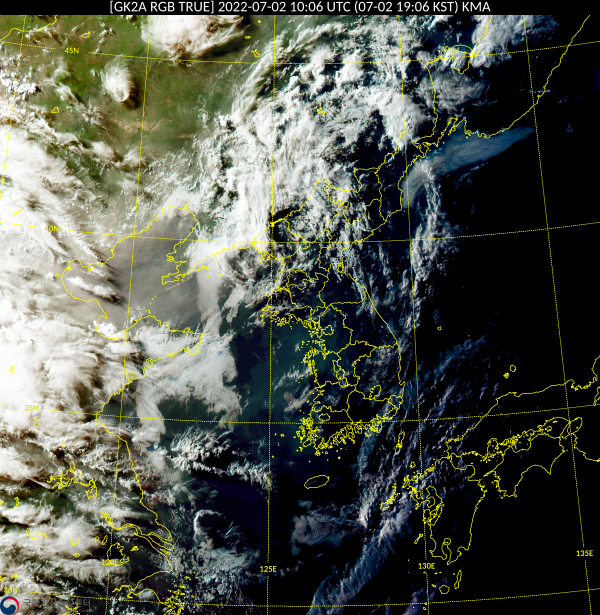 [GK2A RGB TRUE] 2022-07-02 10:06 UTC (07-02 19:06 KST) KMA
45N
40N
35N
135E
130E
125E
120E